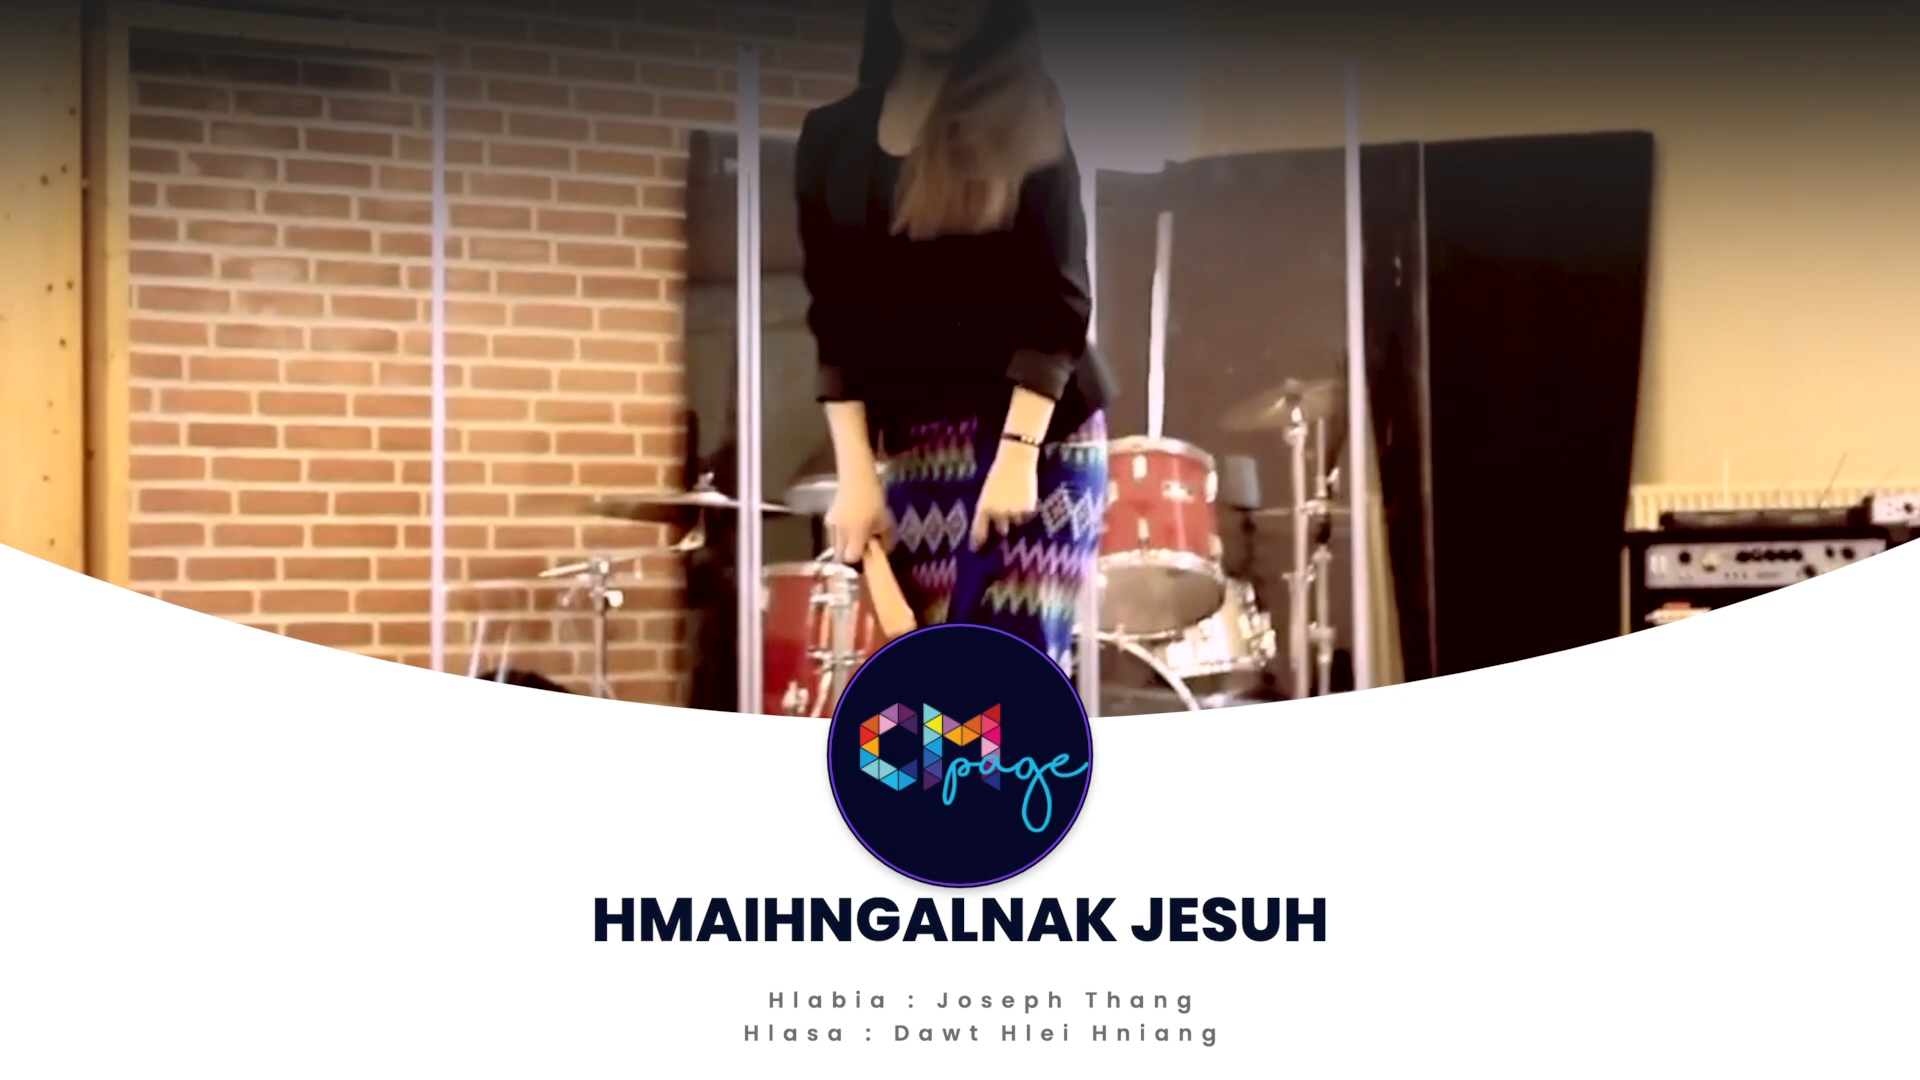 CM
page
HMAIHNGALNAK JESUH
Hlabia : Joseph Thang
Hlasa : Dawt Hlei Hniang